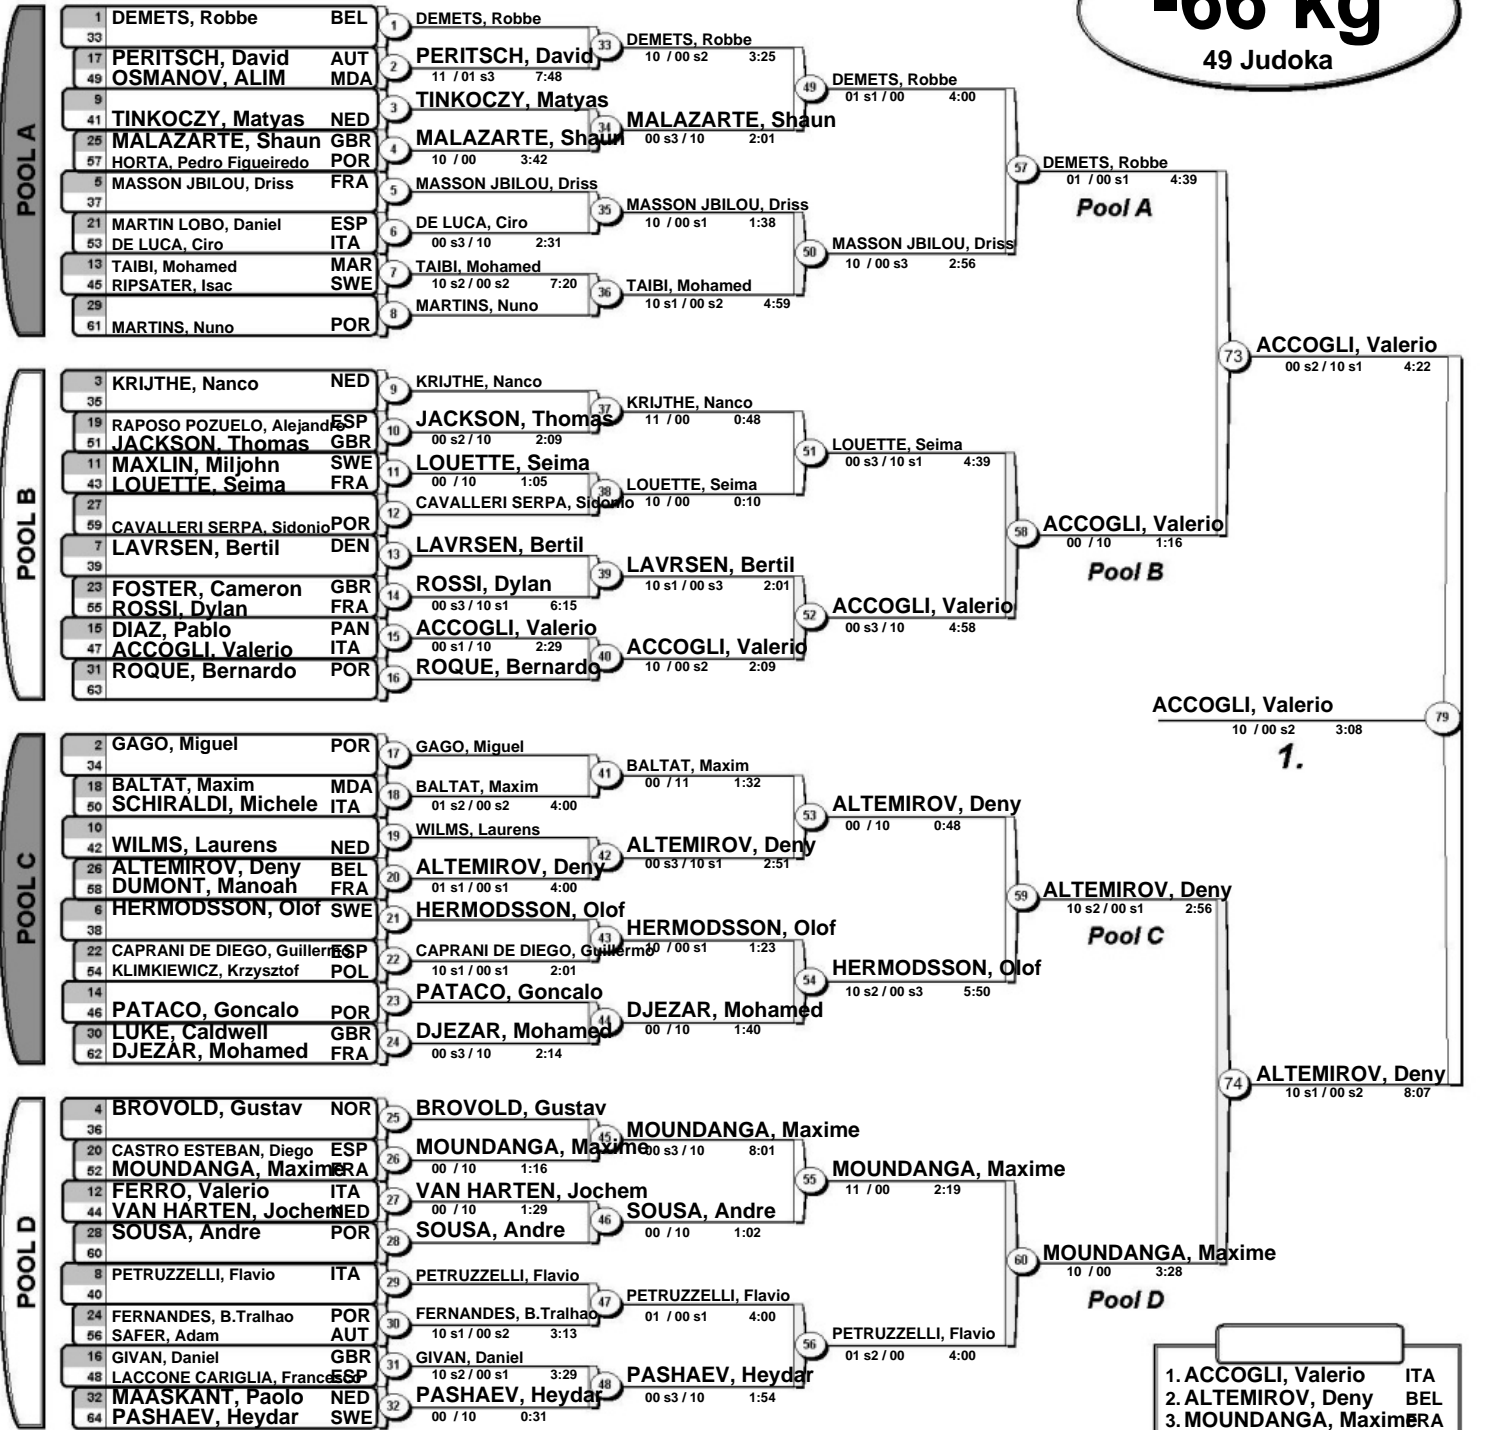 -66 kg
49 Judoka
POOL A
1 DEMETS, Robbe BEL
33
17 PERITSCH, David AUT
49 OSMANOV, ALIM MDA
9
41 TINKOCZY, Matyas NED
25 MALAZARTE, Shaun GBR
57 HORTA, Pedro Figueiredo POR
5 MASSON JBILOU, Driss FRA
37
21 MARTIN LOBO, Daniel ESP
53 DE LUCA, Ciro ITA
13 TAIBI, Mohamed MAR
45 RIPSATER, Isac SWE
29
61 MARTINS, Nuno POR
1 DEMETS, Robbe
2 PERITSCH, David
11 / 01 s3 7:48
3 TINKOCZY, Matyas
4 MALAZARTE, Shaun
10 / 00 3:42
5 MASSON JBILOU, Driss
6 DE LUCA, Ciro
00 s3 / 10 2:31
7 TAIBI, Mohamed
10 s2 / 00 s2 7:20
8 MARTINS, Nuno
33 DEMETS, Robbe
10 / 00 s2 3:25
34 MALAZARTE, Shaun
00 s3 / 10 2:01
35 MASSON JBILOU, Driss
10 / 00 s1 1:38
36 TAIBI, Mohamed
10 s1 / 00 s2 4:59
49 DEMETS, Robbe
01 s1 / 00 4:00
50 MASSON JBILOU, Driss
10 / 00 s3 2:56
57 DEMETS, Robbe
01 / 00 s1 4:39
Pool A
POOL B
3 KRIJTHE, Nanco NED
35
19 RAPOSO POZUELO, Alejandro ESP
51 JACKSON, Thomas GBR
11 MAXLIN, Miljohn SWE
43 LOUETTE, Seima FRA
27
59 CAVALLERI SERPA, Sidonio POR
7 LAVRSEN, Bertil DEN
39
23 FOSTER, Cameron GBR
55 ROSSI, Dylan FRA
15 DIAZ, Pablo PAN
47 ACCOGLI, Valerio ITA
31 ROQUE, Bernardo POR
63
9 KRIJTHE, Nanco
10 JACKSON, Thomas
00 s2 / 10 2:09
11 LOUETTE, Seima
00 / 10 1:05
12 CAVALLERI SERPA, Sidonio
13 LAVRSEN, Bertil
14 ROSSI, Dylan
00 s3 / 10 s1 6:15
15 ACCOGLI, Valerio
00 s1 / 10 2:29
16 ROQUE, Bernardo
37 KRIJTHE, Nanco
11 / 00 0:48
38 LOUETTE, Seima
10 / 00 0:10
39 LAVRSEN, Bertil
10 s1 / 00 s3 2:01
40 ACCOGLI, Valerio
10 / 00 s2 2:09
51 LOUETTE, Seima
00 s3 / 10 s1 4:39
52 ACCOGLI, Valerio
00 s3 / 10 4:58
58 ACCOGLI, Valerio
00 / 10 1:16
Pool B
73 ACCOGLI, Valerio
00 s2 / 10 s1 4:22
ACCOGLI, Valerio 79
10 / 00 s2 3:08
1.
POOL C
2 GAGO, Miguel POR
34
18 BALTAT, Maxim MDA
50 SCHIRALDI, Michele ITA
10
42 WILMS, Laurens NED
26 ALTEMIROV, Deny BEL
58 DUMONT, Manoah FRA
6 HERMODSSON, Olof SWE
38
22 CAPRANI DE DIEGO, Guillermo ESP
54 KLIMKIEWICZ, Krzysztof POL
14
46 PATACO, Goncalo POR
30 LUKE, Caldwell GBR
62 DJEZAR, Mohamed FRA
17 GAGO, Miguel
18 BALTAT, Maxim
01 s2 / 00 s2 4:00
19 WILMS, Laurens
20 ALTEMIROV, Deny
01 s1 / 00 s1 4:00
21 HERMODSSON, Olof
22 CAPRANI DE DIEGO, Guillermo
10 s1 / 00 s1 2:01
23 PATACO, Goncalo
24 DJEZAR, Mohamed
00 s3 / 10 2:14
41 BALTAT, Maxim
00 / 11 1:32
42 ALTEMIROV, Deny
00 s3 / 10 s1 2:51
43 HERMODSSON, Olof
10 / 00 s1 1:23
44 DJEZAR, Mohamed
00 / 10 1:40
53 ALTEMIROV, Deny
00 / 10 0:48
54 HERMODSSON, Olof
10 s2 / 00 s3 5:50
59 ALTEMIROV, Deny
10 s2 / 00 s1 2:56
Pool C
POOL D
4 BROVOLD, Gustav NOR
36
20 CASTRO ESTEBAN, Diego ESP
52 MOUNDANGA, Maxime FRA
12 FERRO, Valerio ITA
44 VAN HARTEN, Jochem NED
28 SOUSA, Andre POR
60
8 PETRUZZELLI, Flavio ITA
40
24 FERNANDES, B.Tralhao POR
56 SAFER, Adam AUT
16 GIVAN, Daniel GBR
48 LACCONE CARIGLIA, Francesco ESP
32 MAASKANT, Paolo NED
64 PASHAEV, Heydar SWE
25 BROVOLD, Gustav
26 MOUNDANGA, Maxime
00 / 10 1:16
27 VAN HARTEN, Jochem
00 / 10 1:29
28 SOUSA, Andre
29 PETRUZZELLI, Flavio
30 FERNANDES, B.Tralhao
10 s1 / 00 s2 3:13
31 GIVAN, Daniel
10 s2 / 00 s1 3:29
32 PASHAEV, Heydar
00 / 10 0:31
45 MOUNDANGA, Maxime
00 s3 / 10 8:01
46 SOUSA, Andre
00 / 10 1:02
47 PETRUZZELLI, Flavio
01 / 00 s1 4:00
48 PASHAEV, Heydar
00 s3 / 10 1:54
55 MOUNDANGA, Maxime
11 / 00 2:19
56 PETRUZZELLI, Flavio
01 s2 / 00 4:00
60 MOUNDANGA, Maxime
10 / 00 3:28
Pool D
74 ALTEMIROV, Deny
10 s1 / 00 s2 8:07
1. ACCOGLI, Valerio ITA
2. ALTEMIROV, Deny BEL
3. MOUNDANGA, Maxime FRA